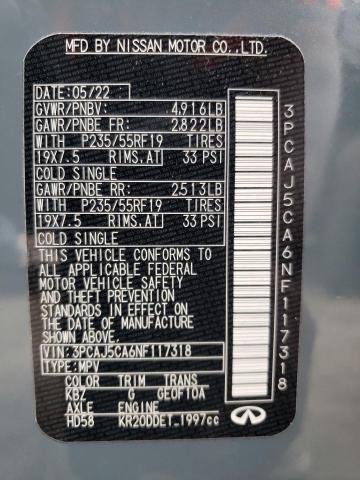 MFD BY NISSAN MOTOR CO.,LTD.
DATE: 05/22
GVWR/PNBV: 4916LB
GAWR/PNBE FR: 2822LB
WITH P235/55RF19 TIRES
19X7.5 RIMS.AT 33 PSI
COLD SINGLE
GAWR/PNBE RR: 2513LB
WITH P235/55RF19 TIRES
19X7.5 RIMS.AT 33 PSI
COLD SINGLE
THIS VEHICLE CONFORMS TO
ALL APPLICABLE FEDERAL
MOTOR VEHICLE SAFETY
AND THEFT PREVENTION
STANDARDS IN EFFECT ON
THE DATE OF MANUFACTURE
SHOWN ABOVE.
VIN: 3PCAJ5CA6NF117318
TYPE: MPV
COLOR TRIM TRANS
KBZ G GE0F10A
AXLE ENGINE
HD58 KR20DDET 1997cc
3PCAJ5CA6NF117318